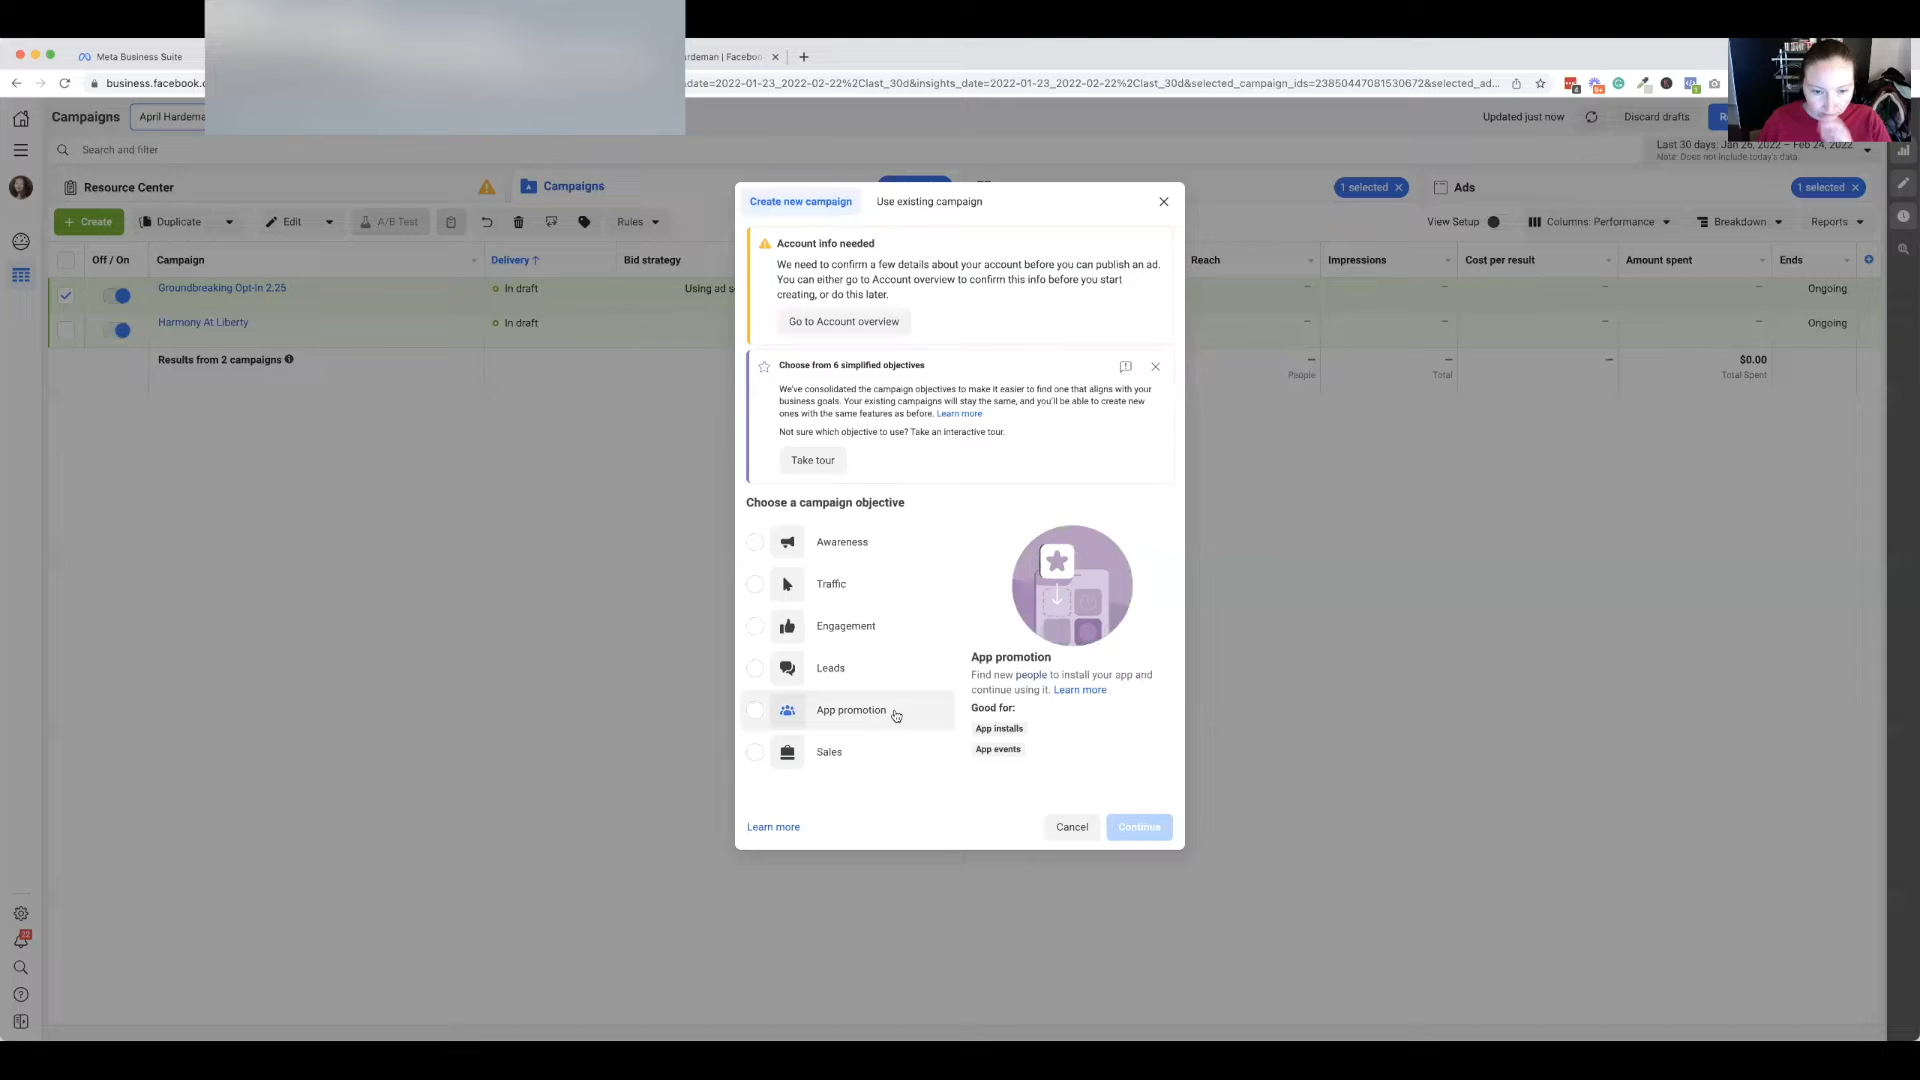 Meta Business Suite
rdeman | Facebo
business.facebook.c
date=2022-01-23_2022-02-22%2Clast_30d&insights_date=2022-01-23_2022-02-22%2Clast_30d&selected_campaign_ids=23850447081530672&selected_ad...
Campaigns
April Hardema
Updated just now
Discard drafts
Search and filter
Last 30 days: Jan 26, 2022 – Feb 24, 2022
Note: Does not include today's data
Resource Center
Campaigns
1 selected
Ads
1 selected
Create
Duplicate
Edit
A/B Test
Rules
View Setup
Columns: Performance
Breakdown
Reports
Off / On
Campaign
Delivery ↑
Bid strategy
Reach
Impressions
Cost per result
Amount spent
Ends
Groundbreaking Opt-In 2.25
In draft
Using ad s
–
–
–
–
Ongoing
Harmony At Liberty
In draft
–
–
–
–
Ongoing
Results from 2 campaigns
—
People
—
Total
—
$0.00
Total Spent
Create new campaign
Use existing campaign
Account info needed
We need to confirm a few details about your account before you can publish an ad.
You can either go to Account overview to confirm this info before you start
creating, or do this later.
Go to Account overview
Choose from 6 simplified objectives
We've consolidated the campaign objectives to make it easier to find one that aligns with your
business goals. Your existing campaigns will stay the same, and you'll be able to create new
ones with the same features as before. Learn more
Not sure which objective to use? Take an interactive tour.
Take tour
Choose a campaign objective
Awareness
Traffic
Engagement
Leads
App promotion
Sales
App promotion
Find new people to install your app and
continue using it. Learn more
Good for:
App installs
App events
Learn more
Cancel
Continue